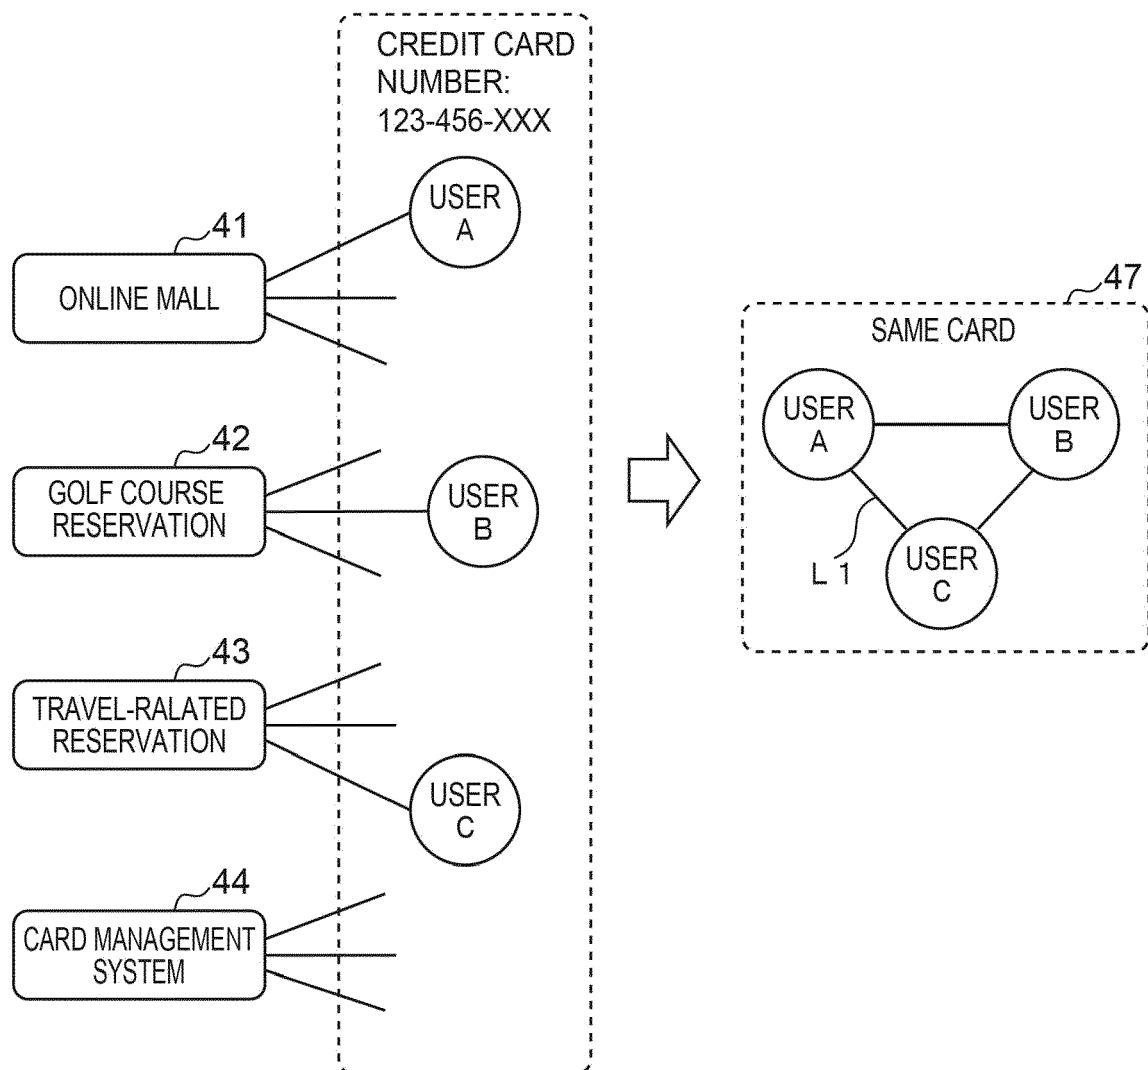 CREDIT CARD
NUMBER:
123-456-XXX
USER
A
41
ONLINE MALL
42
GOLF COURSE
RESERVATION
USER
B
43
TRAVEL-RALATED
RESERVATION
USER
C
44
CARD MANAGEMENT
SYSTEM
47
SAME CARD
USER
A
USER
B
L 1
USER
C